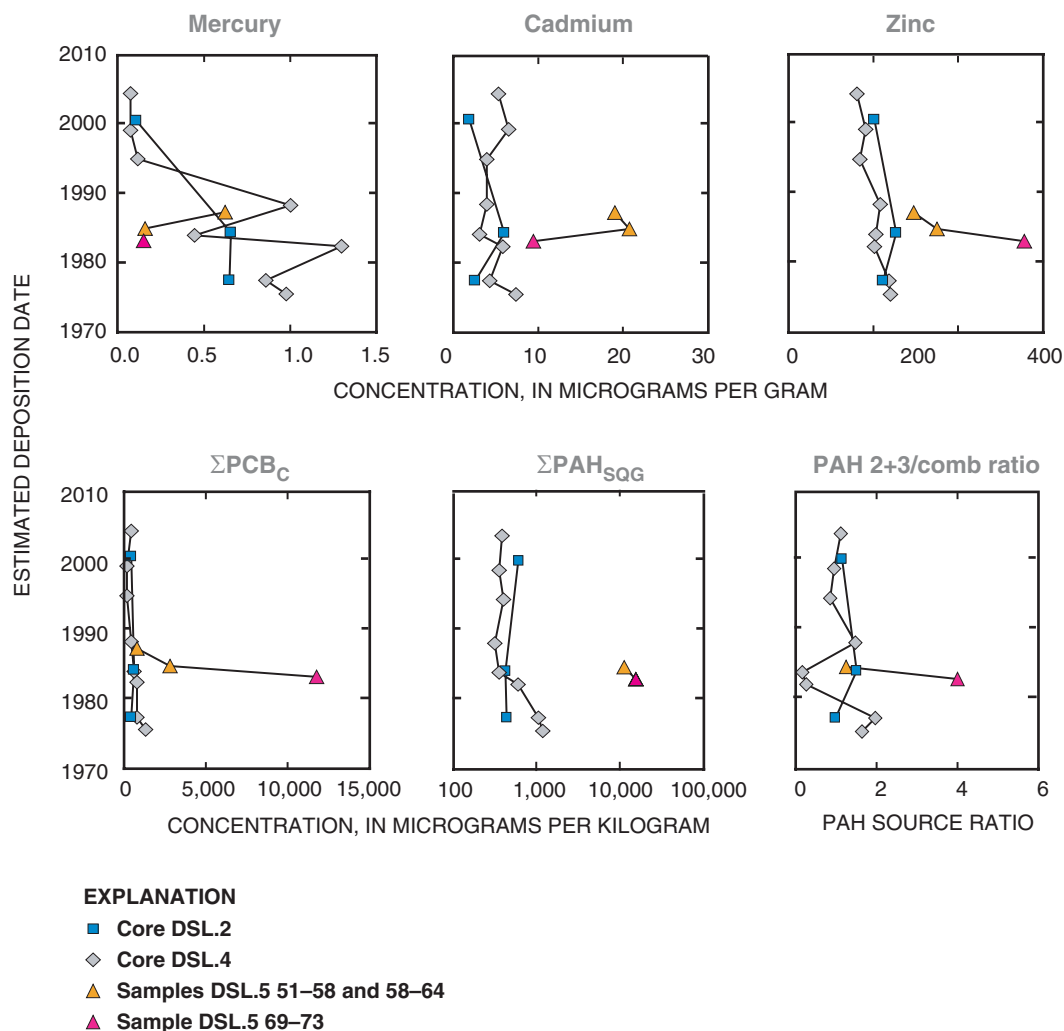 Mercury Cadmium Zinc
2010
2000
1990
1980
1970
0.0 0.5 1.0 1.5 0 10 20 30 0 200 400
CONCENTRATION, IN MICROGRAMS PER GRAM
ESTIMATED DEPOSITION DATE
ΣPCB_C ΣPAH_SQG PAH 2+3/comb ratio
2010
2000
1990
1980
1970
0 5,000 10,000 15,000 100 1,000 10,000 100,000 0 2 4 6
CONCENTRATION, IN MICROGRAMS PER KILOGRAM PAH SOURCE RATIO
EXPLANATION
Core DSL.2
Core DSL.4
Samples DSL.5 51–58 and 58–64
Sample DSL.5 69–73